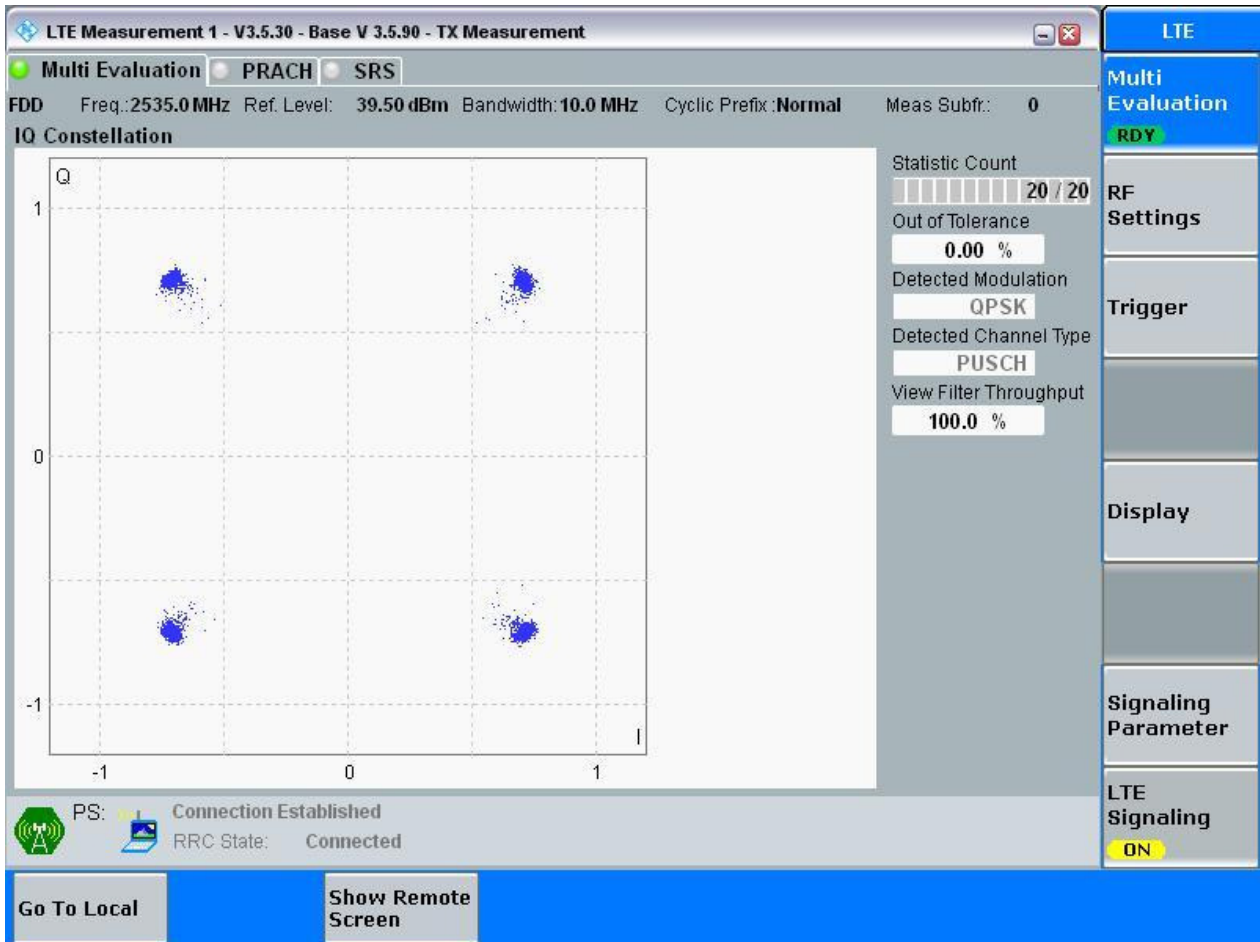 LTE Measurement 1 - V3.5.30 - Base V 3.5.90 - TX Measurement
LTE
Multi Evaluation PRACH SRS
FDD Freq.:2535.0 MHz Ref. Level: 39.50 dBm Bandwidth:10.0 MHz Cyclic Prefix :Normal Meas Subfr.: 0
IQ Constellation
Q
1
0
-1
I
-1 0 1
Statistic Count
20 / 20
Out of Tolerance
0.00 %
Detected Modulation
QPSK
Detected Channel Type
PUSCH
View Filter Throughput
100.0 %
Multi
Evaluation
RDY
RF
Settings
Trigger
Display
Signaling
Parameter
LTE
Signaling
ON
PS: Connection Established
RRC State: Connected
Go To Local
Show Remote
Screen